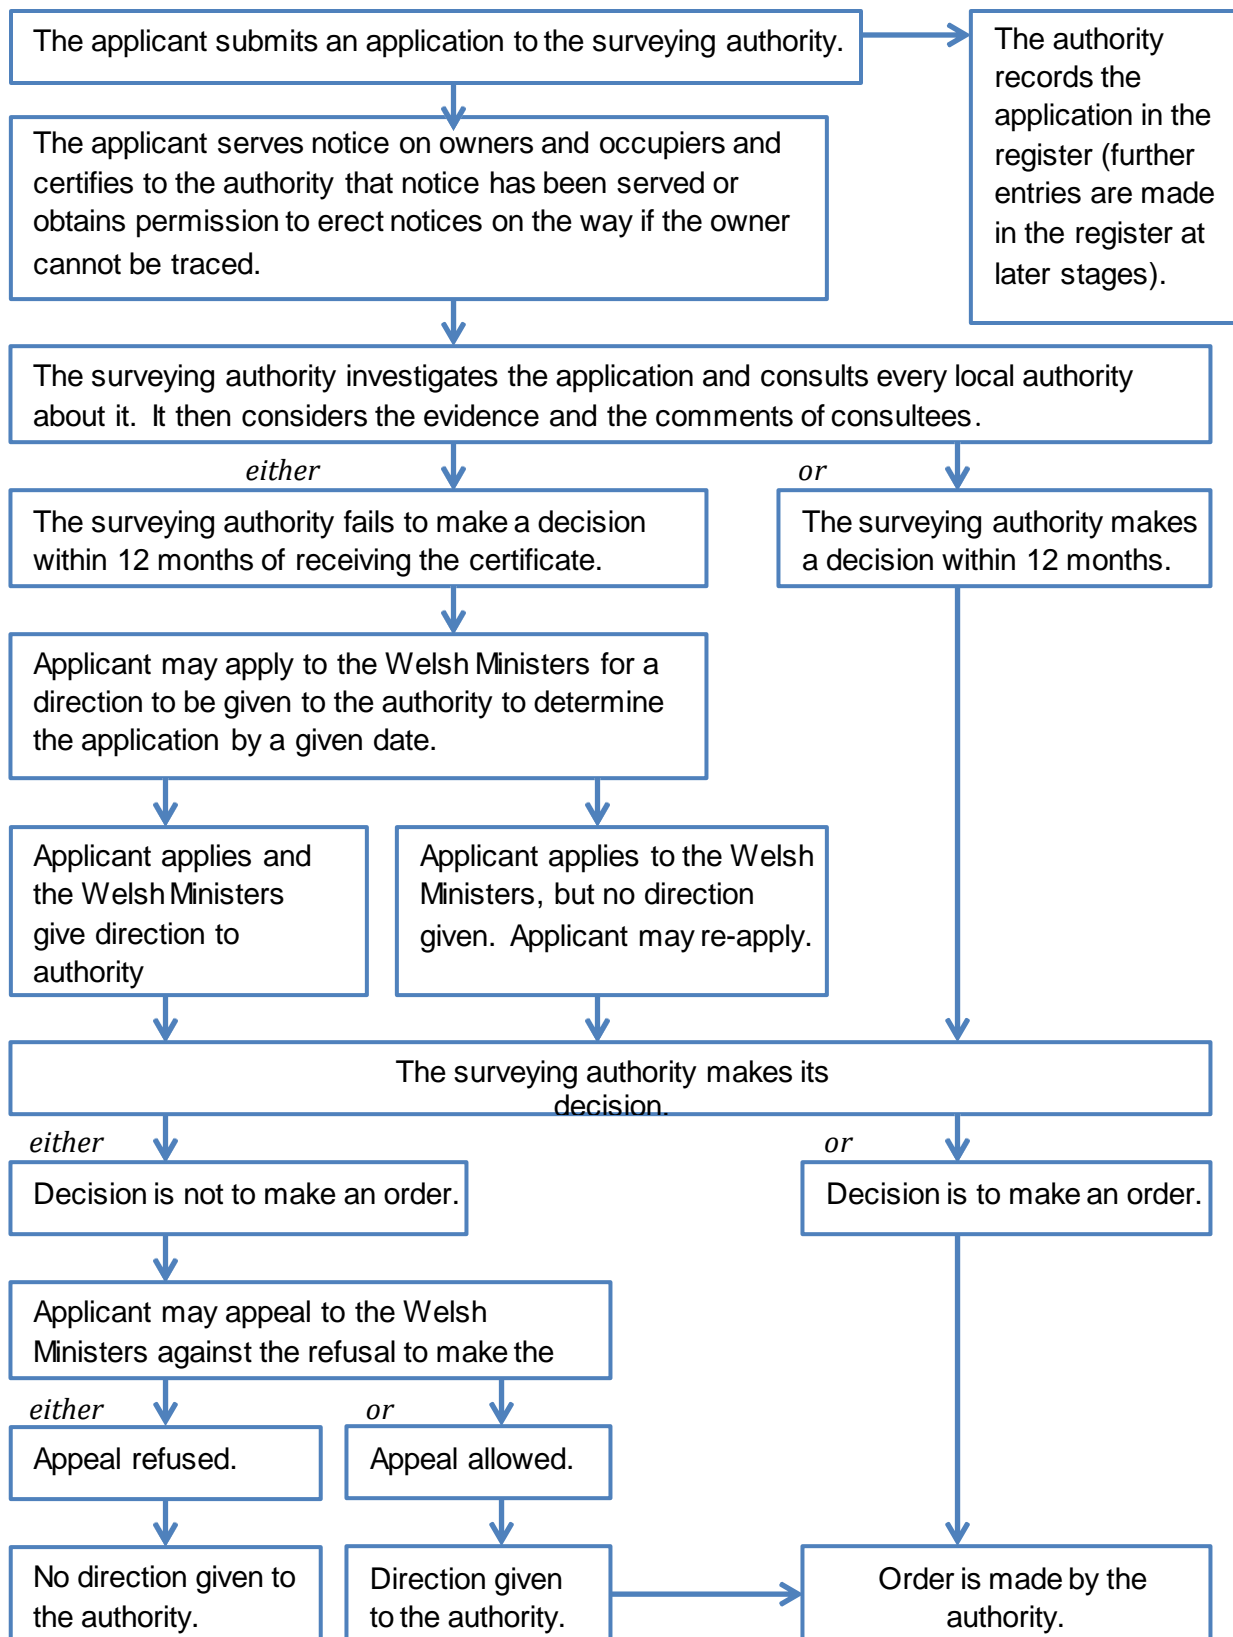 The applicant submits an application to the surveying authority.
The authority
records the
application in the
register (further
entries are made
in the register at
later stages).
The applicant serves notice on owners and occupiers and
certifies to the authority that notice has been served or
obtains permission to erect notices on the way if the owner
cannot be traced.
The surveying authority investigates the application and consults every local authority
about it. It then considers the evidence and the comments of consultees.
either
or
The surveying authority fails to make a decision
within 12 months of receiving the certificate.
The surveying authority makes
a decision within 12 months.
Applicant may apply to the Welsh Ministers for a
direction to be given to the authority to determine
the application by a given date.
Applicant applies and
the Welsh Ministers
give direction to
authority
Applicant applies to the Welsh
Ministers, but no direction
given. Applicant may re-apply.
The surveying authority makes its
decision.
either
or
Decision is not to make an order.
Decision is to make an order.
Applicant may appeal to the Welsh
Ministers against the refusal to make the
either
or
Appeal refused.
Appeal allowed.
No direction given to
the authority.
Direction given
to the authority.
Order is made by the
authority.